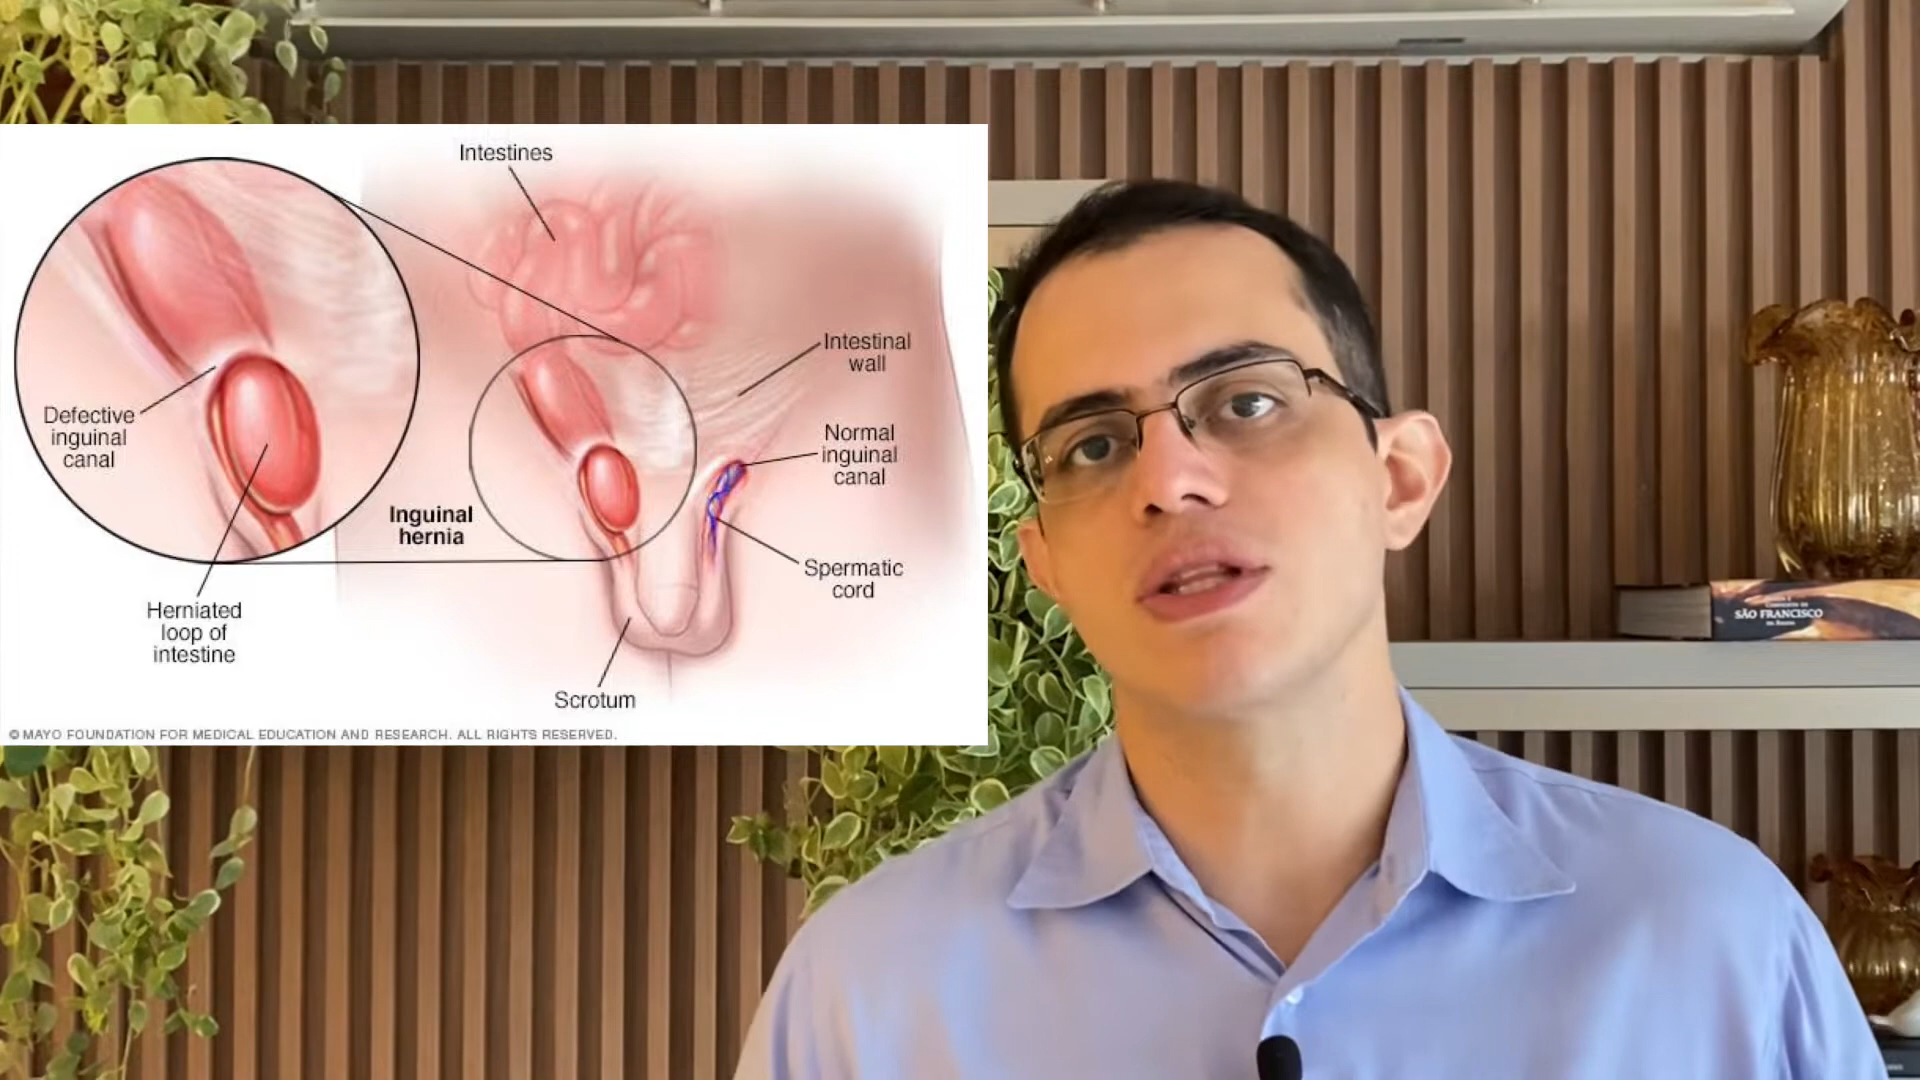 Intestines
Intestinal
wall
Defective
inguinal
canal
Normal
inguinal
canal
Inguinal
hernia
Spermatic
cord
Herniated
loop of
intestine
Scrotum
© MAYO FOUNDATION FOR MEDICAL EDUCATION AND RESEARCH. ALL RIGHTS RESERVED.
SÃO FRANCISCO